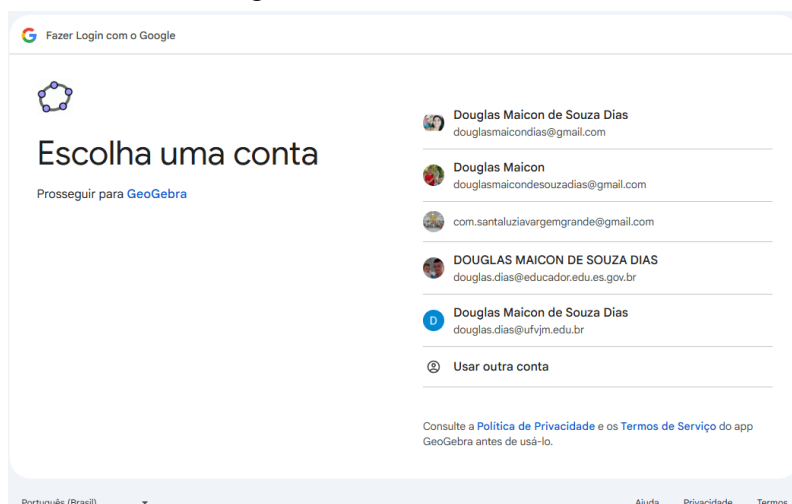 Fazer Login com o Google
Escolha uma conta
Prosseguir para GeoGebra
Douglas Maicon de Souza Dias
douglasmaicondias@gmail.com
Douglas Maicon
douglasmaicondesouzadias@gmail.com
com.santaluziavargemgrande@gmail.com
DOUGLAS MAICON DE SOUZA DIAS
douglas.dias@educador.edu.es.gov.br
D
Douglas Maicon de Souza Dias
douglas.dias@ufvjm.edu.br
Usar outra conta
Consulte a Política de Privacidade e os Termos de Serviço do app
GeoGebra antes de usá-lo.
Português (Brasil)
Ajuda Privacidade Termos